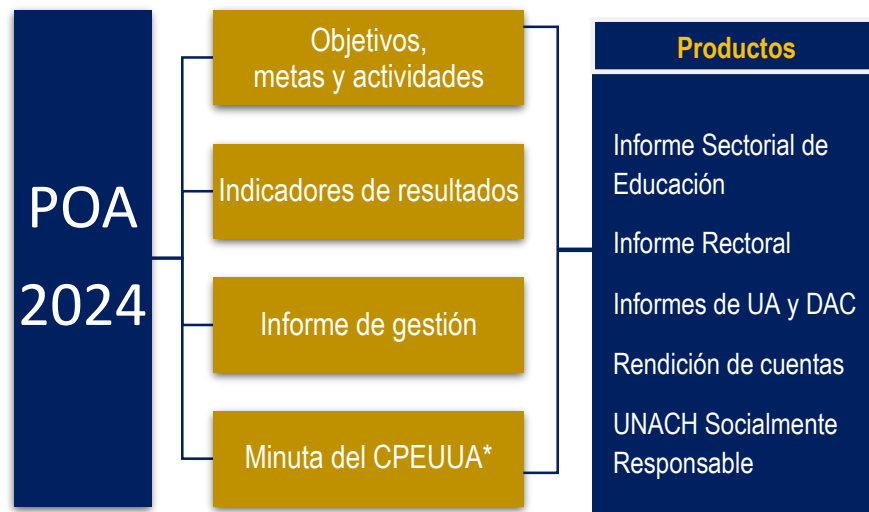 POA
2024
Objetivos,
metas y actividades
Indicadores de resultados
Informe de gestión
Minuta del CPEUUA*
Productos
Informe Sectorial de
Educación
Informe Rectoral
Informes de UA y DAC
Rendición de cuentas
UNACH Socialmente
Responsable